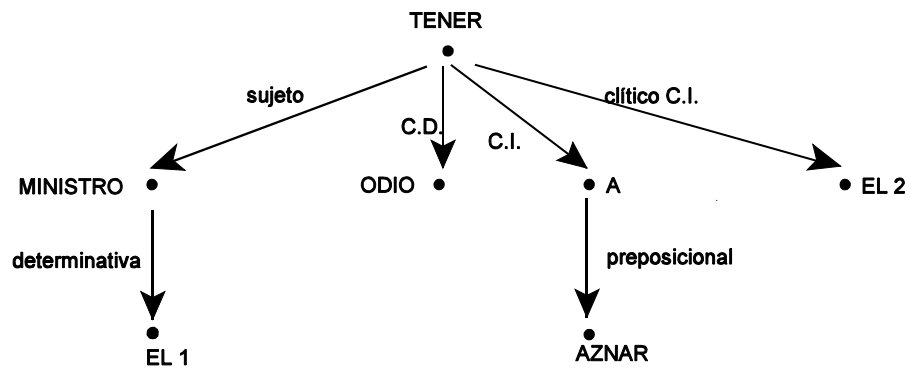 TENER
sujeto
clítico C.I.
C.D.
C.I.
MINISTRO
ODIO
A
EL 2
determinativa
preposicional
EL 1
AZNAR